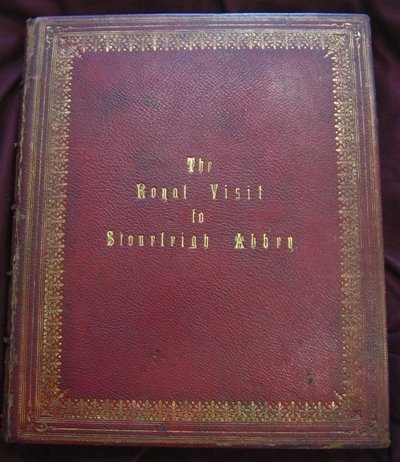 The
Royal Visit
to
Stoneleigh Abbey